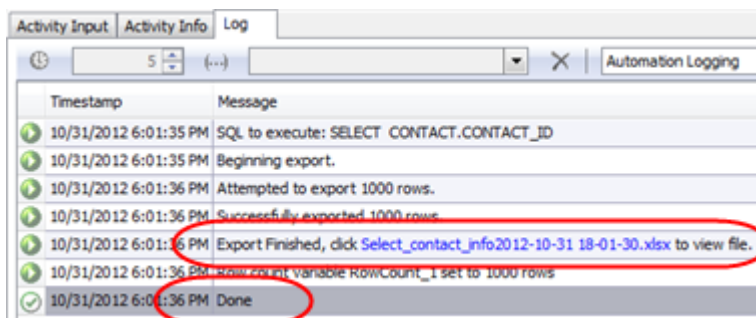 Activity Input Activity Info Log
5 (...) Automation Logging
Timestamp Message
10/31/2012 6:01:35 PM SQL to execute: SELECT CONTACT.CONTACT_ID
10/31/2012 6:01:35 PM Beginning export.
10/31/2012 6:01:36 PM Attempted to export 1000 rows.
10/31/2012 6:01:36 PM Successfully exported 1000 rows.
10/31/2012 6:01:36 PM Export Finished, click Select_contact_info2012-10-31 18-01-30.xlsx to view file.
10/31/2012 6:01:36 PM Row count variable RowCount_1 set to 1000 rows
10/31/2012 6:01:36 PM Done